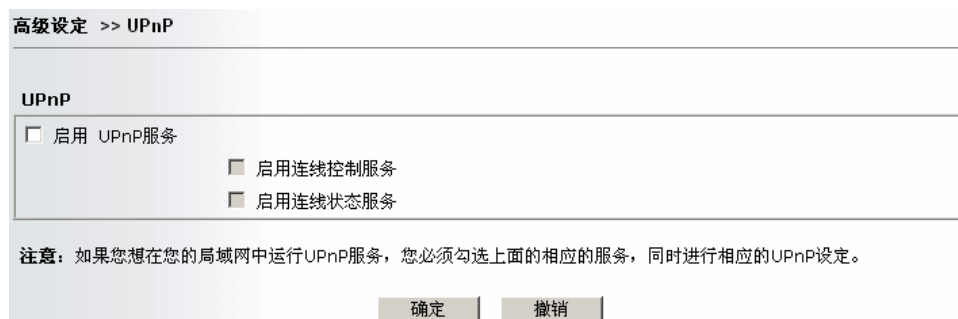 高级设定 >> UPnP
UPnP
启用 UPnP服务
启用连线控制服务
启用连线状态服务
注意：如果您想在您的局域网中运行UPnP服务，您必须勾选上面的相应的服务，同时进行相应的UPnP设定。
确定 撤销